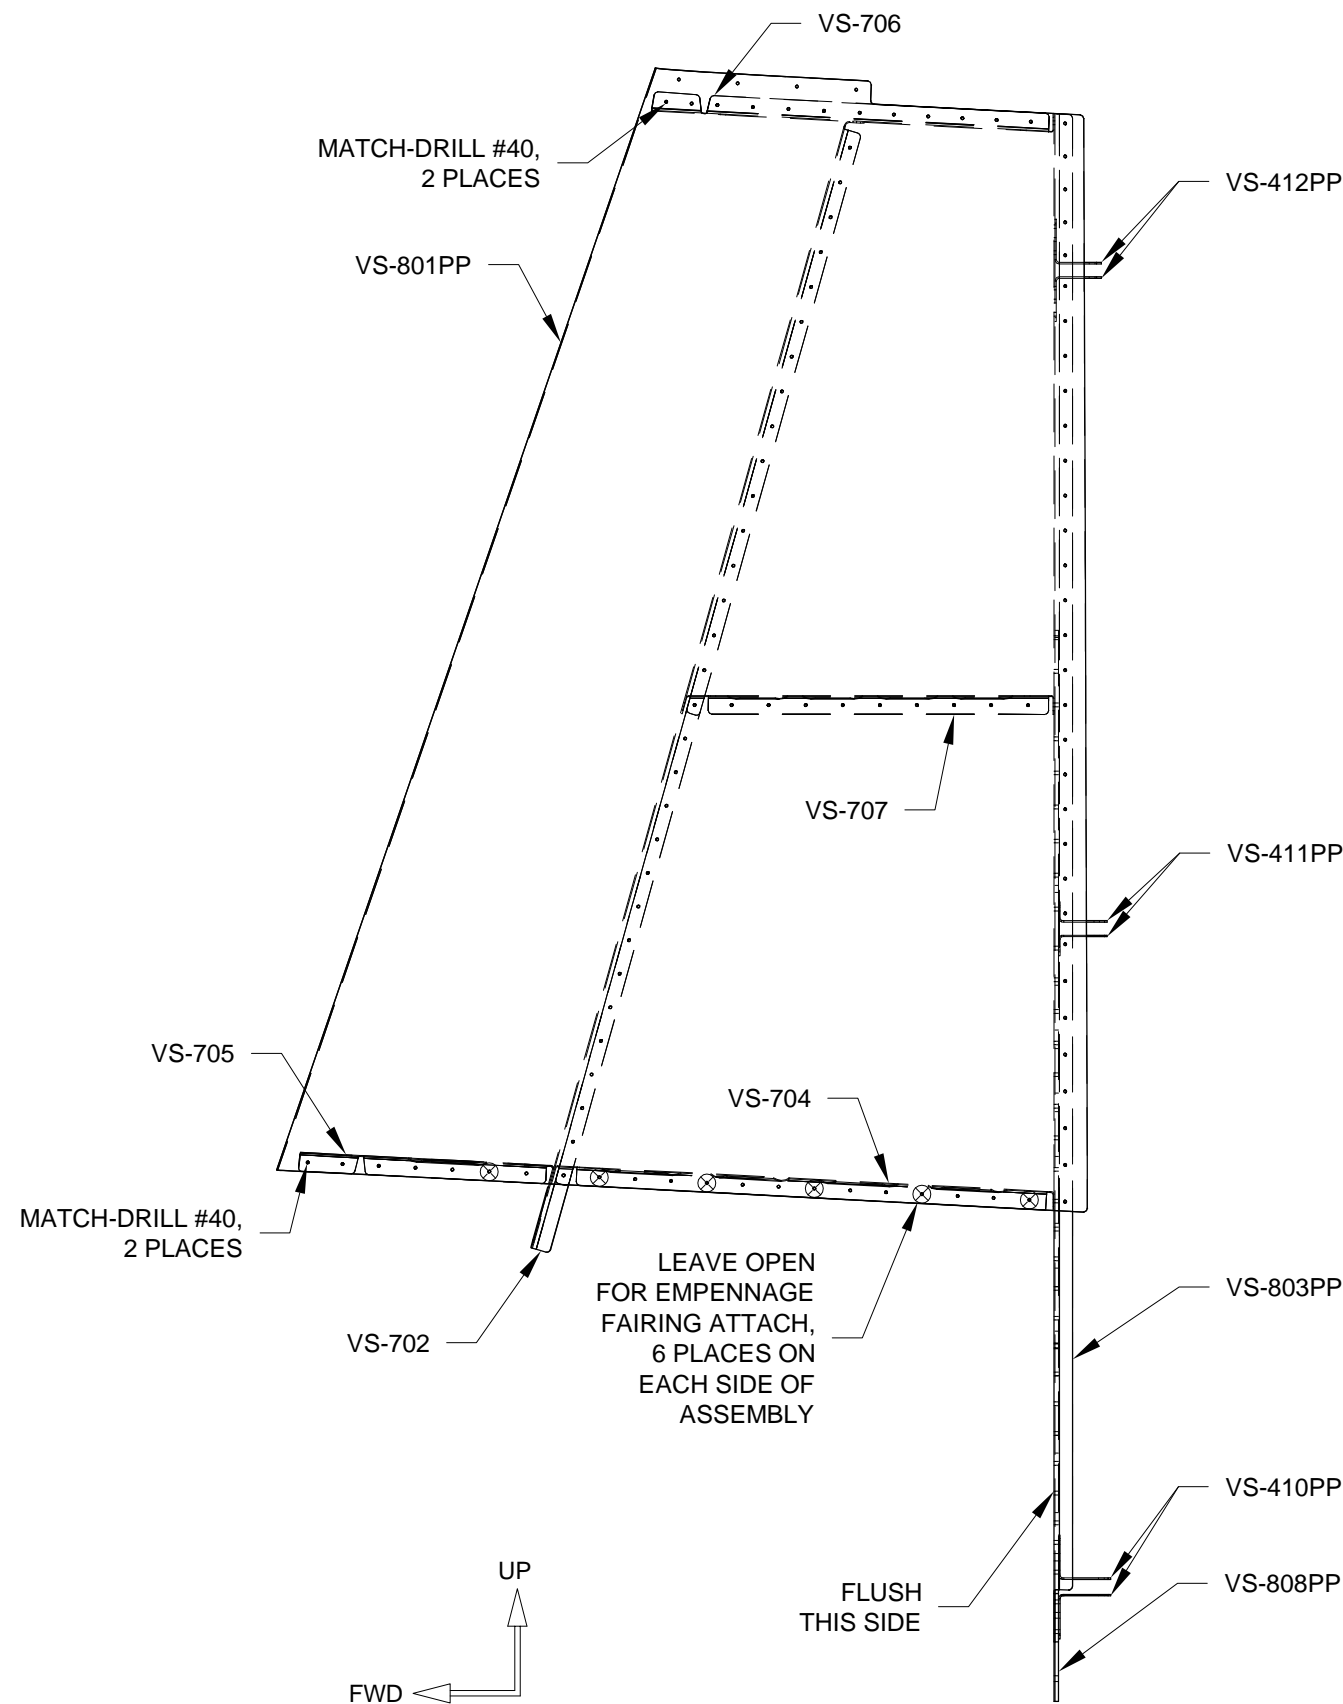 VS-706
MATCH-DRILL #40,
2 PLACES
VS-412PP
VS-801PP
VS-707
VS-411PP
VS-705
VS-704
MATCH-DRILL #40,
2 PLACES
LEAVE OPEN
FOR EMPENNAGE
FAIRING ATTACH,
6 PLACES ON
EACH SIDE OF
ASSEMBLY
VS-803PP
VS-702
VS-410PP
UP
FLUSH
THIS SIDE
VS-808PP
FWD